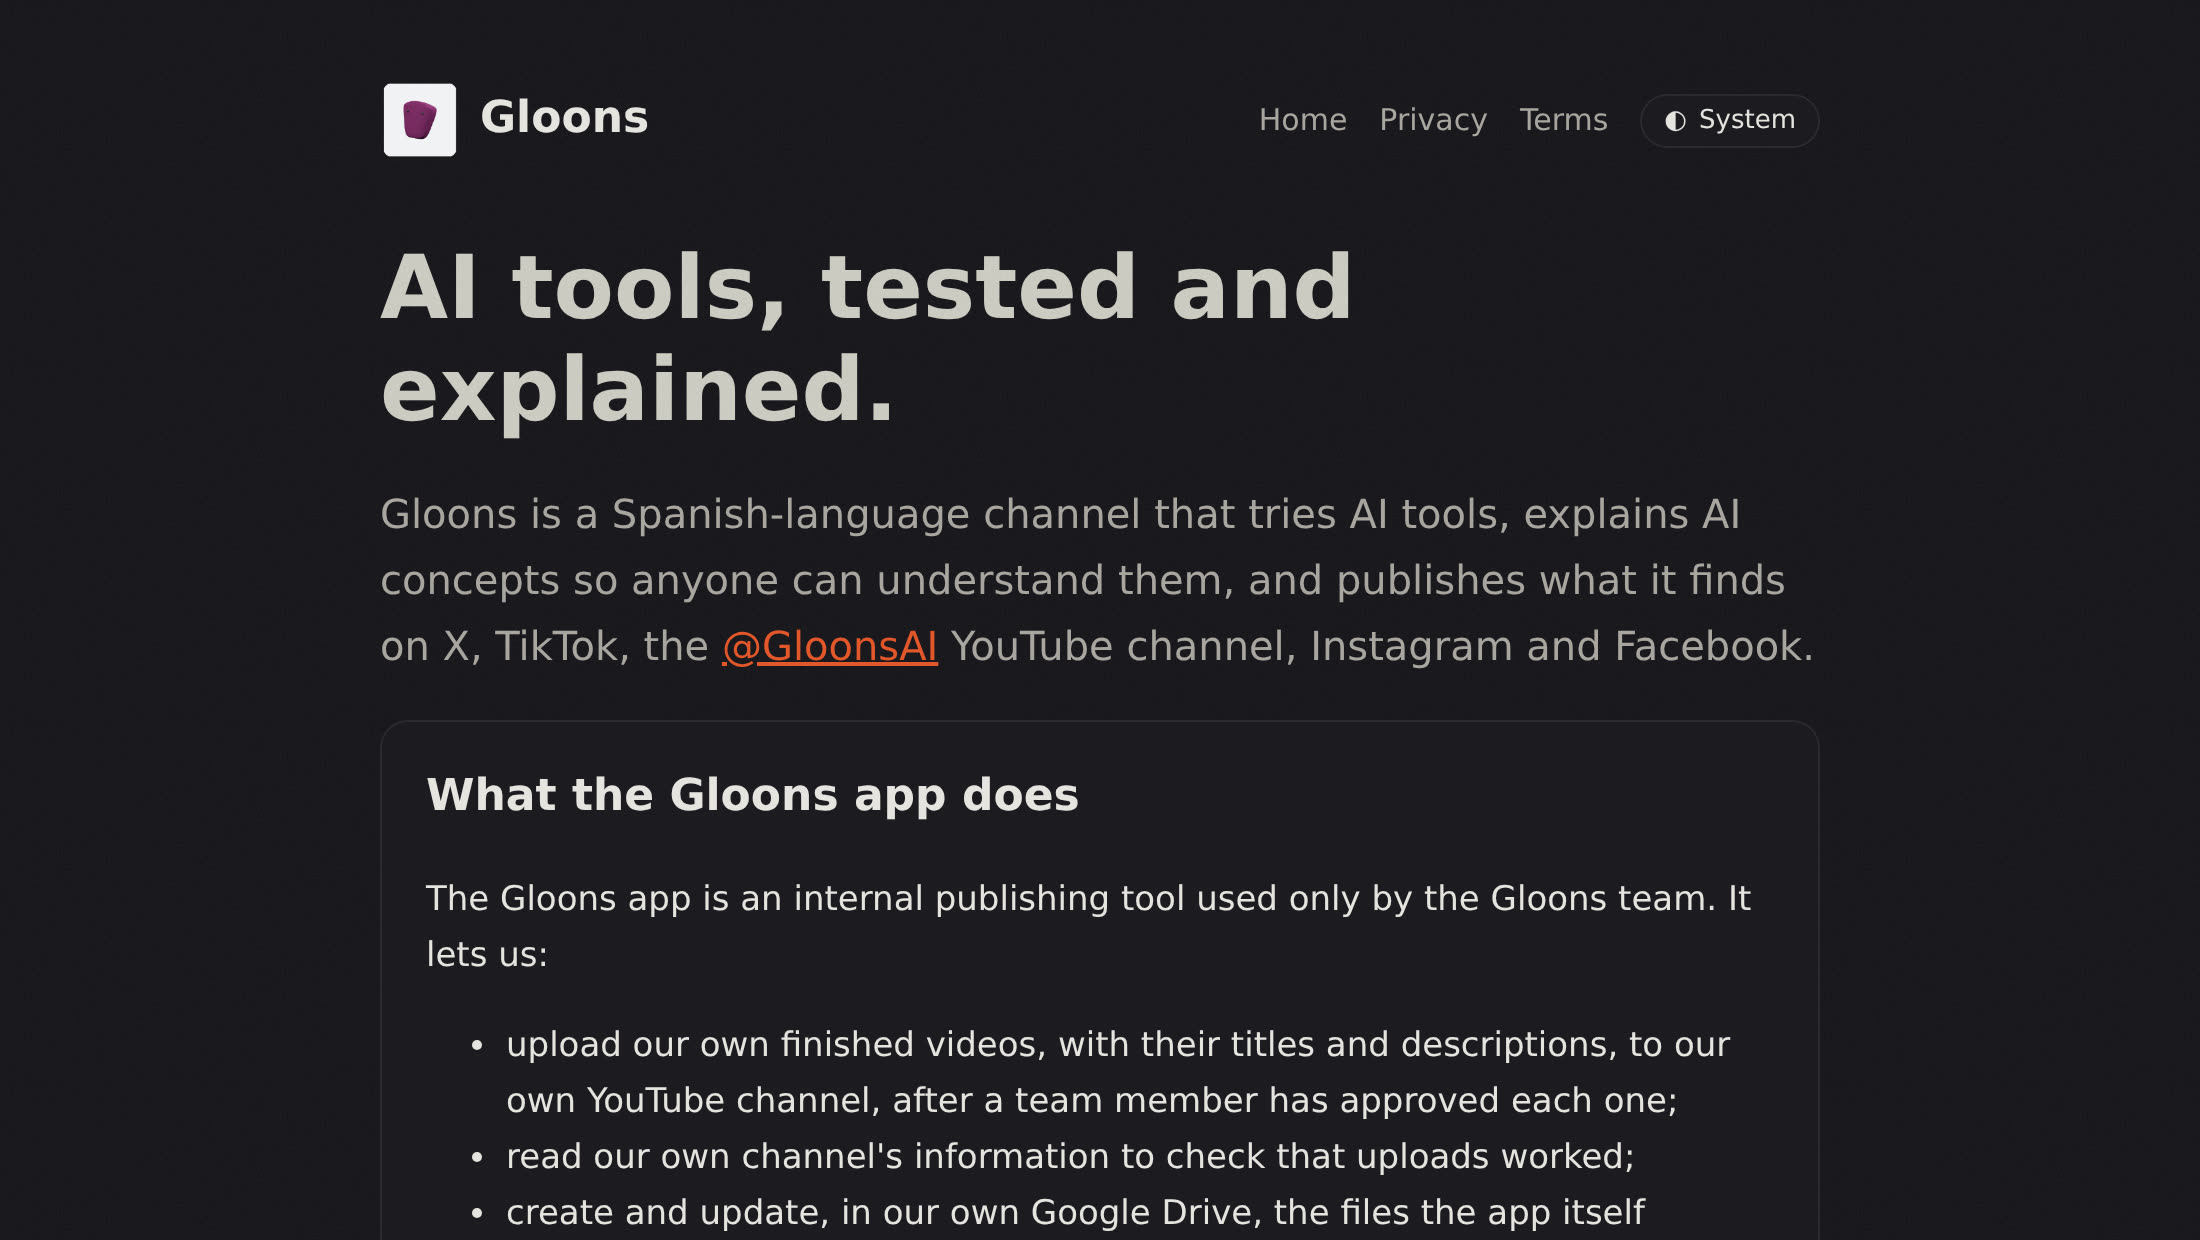 Gloons
Home Privacy Terms ◐ System
AI tools, tested and
explained.
Gloons is a Spanish-language channel that tries AI tools, explains AI
concepts so anyone can understand them, and publishes what it finds
on X, TikTok, the @GloonsAI YouTube channel, Instagram and Facebook.
What the Gloons app does
The Gloons app is an internal publishing tool used only by the Gloons team. It
lets us:
• upload our own finished videos, with their titles and descriptions, to our
own YouTube channel, after a team member has approved each one;
• read our own channel's information to check that uploads worked;
• create and update, in our own Google Drive, the files the app itself